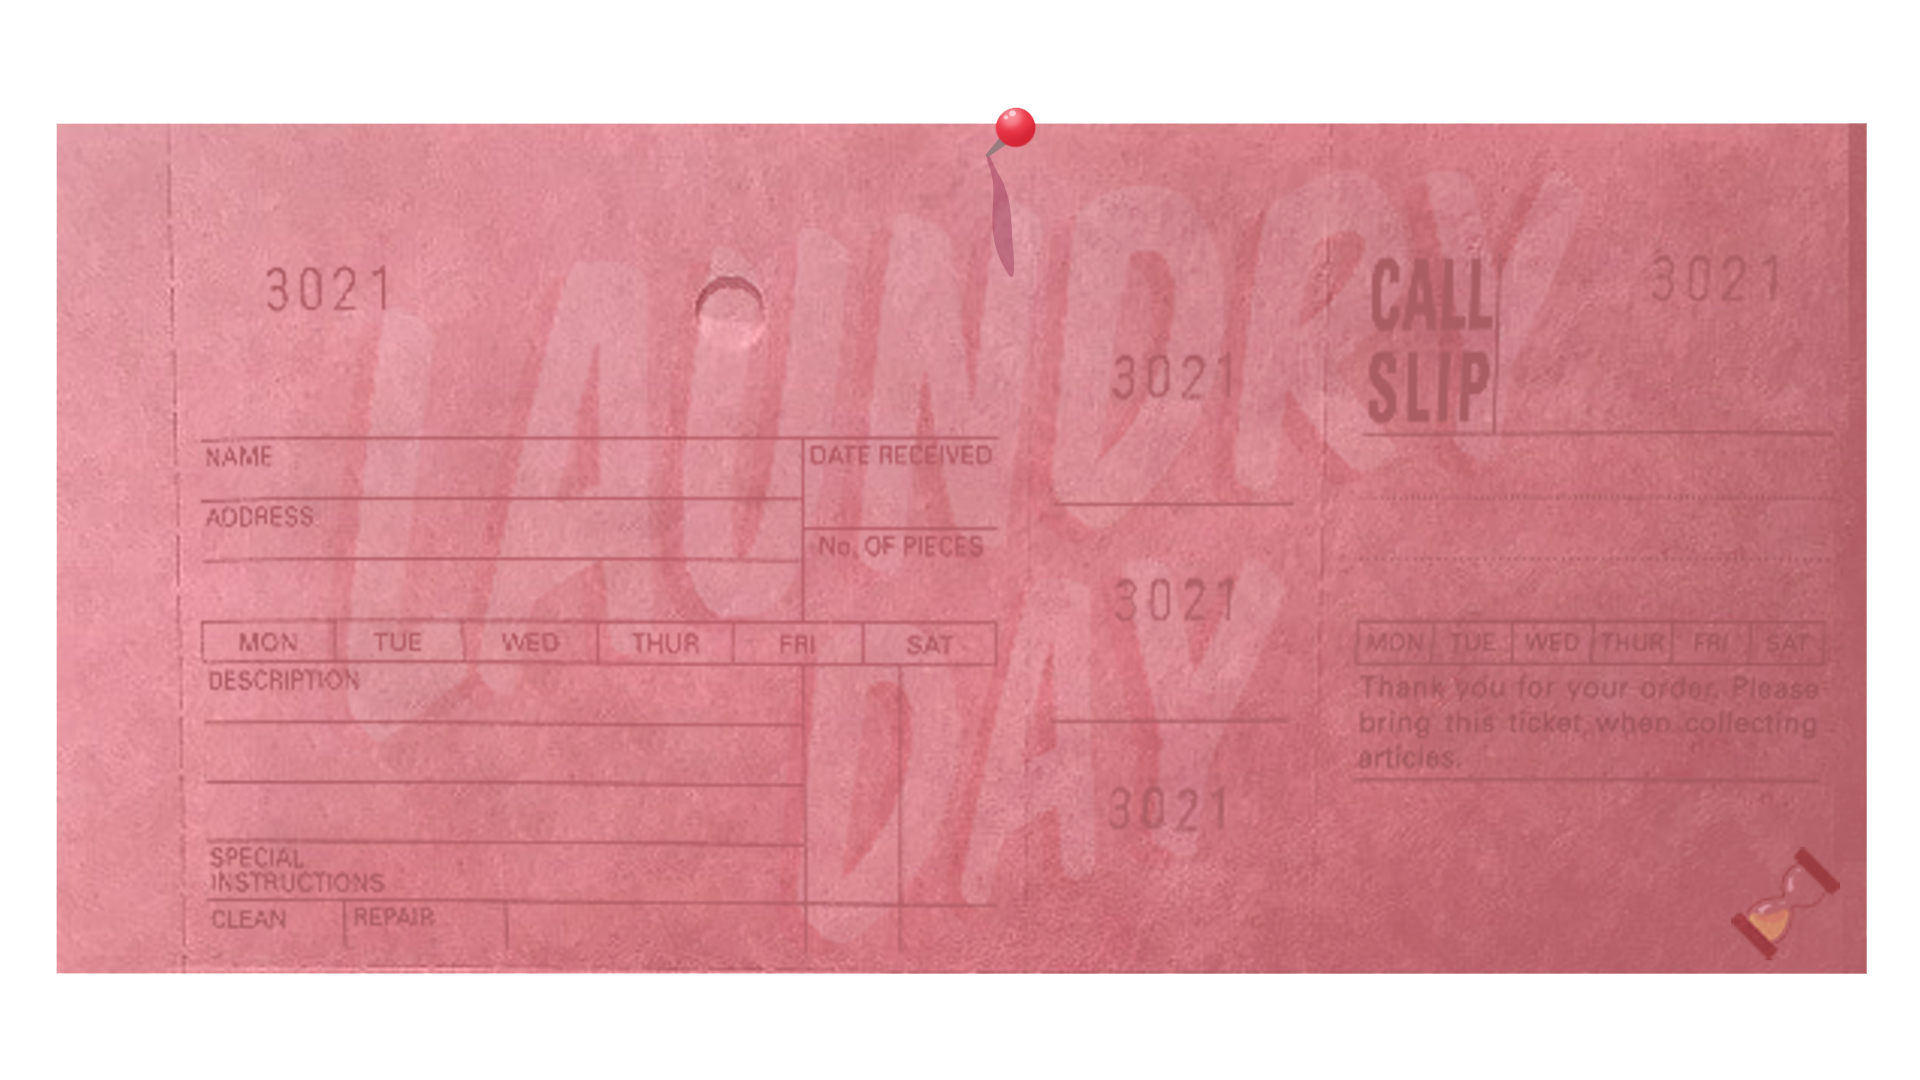 LAUNDRY
DAY
3021
CALL
SLIP
3021
3021
NAME
DATE RECEIVED
ADDRESS
No. OF PIECES
3021
MON TUE WED THUR FRI SAT
MON TUE WED THUR FRI SAT
DESCRIPTION
Thank you for your order. Please
bring this ticket when collecting
articles.
3021
SPECIAL
INSTRUCTIONS
CLEAN REPAIR